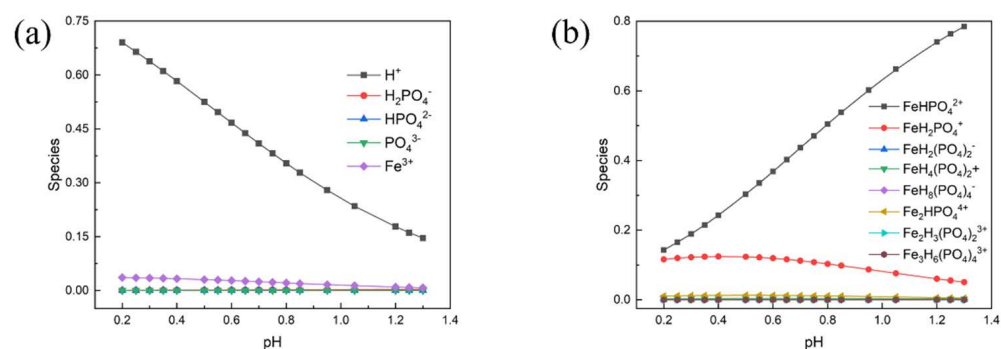 (a)
0.75
0.60
0.45
0.30
0.15
0.00
Species
0.2 0.4 0.6 0.8 1.0 1.2 1.4
pH
H⁺
H₂PO₄⁻
HPO₄²⁻
PO₄³⁻
Fe³⁺
(b)
0.8
0.6
0.4
0.2
0.0
Species
0.2 0.4 0.6 0.8 1.0 1.2 1.4
pH
FeHPO₄²⁺
FeH₂PO₄⁺
FeH₂(PO₄)₂⁻
FeH₄(PO₄)₂+
FeH₈(PO₄)₄⁻
Fe₂HPO₄⁴⁺
Fe₂H₃(PO₄)₂³⁺
Fe₃H₆(PO₄)₄³⁺